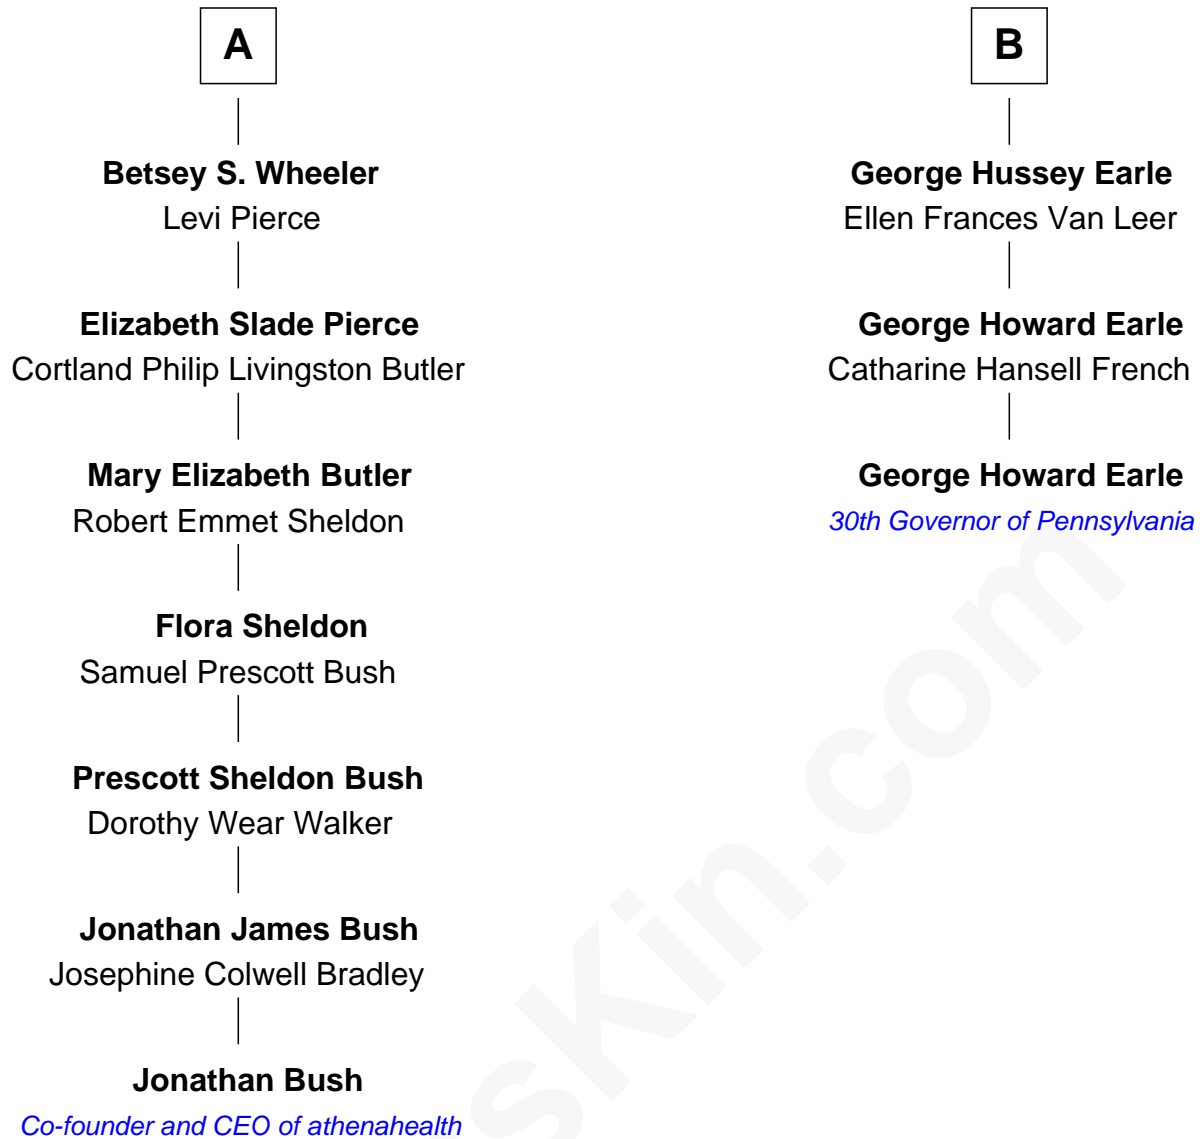 A
Betsey S. Wheeler
Levi Pierce
Elizabeth Slade Pierce
Cortland Philip Livingston Butler
Mary Elizabeth Butler
Robert Emmet Sheldon
Flora Sheldon
Samuel Prescott Bush
Prescott Sheldon Bush
Dorothy Wear Walker
Jonathan James Bush
Josephine Colwell Bradley
Jonathan Bush
Co-founder and CEO of athenahealth
B
George Hussey Earle
Ellen Frances Van Leer
George Howard Earle
Catharine Hansell French
George Howard Earle
30th Governor of Pennsylvania
sKin.com